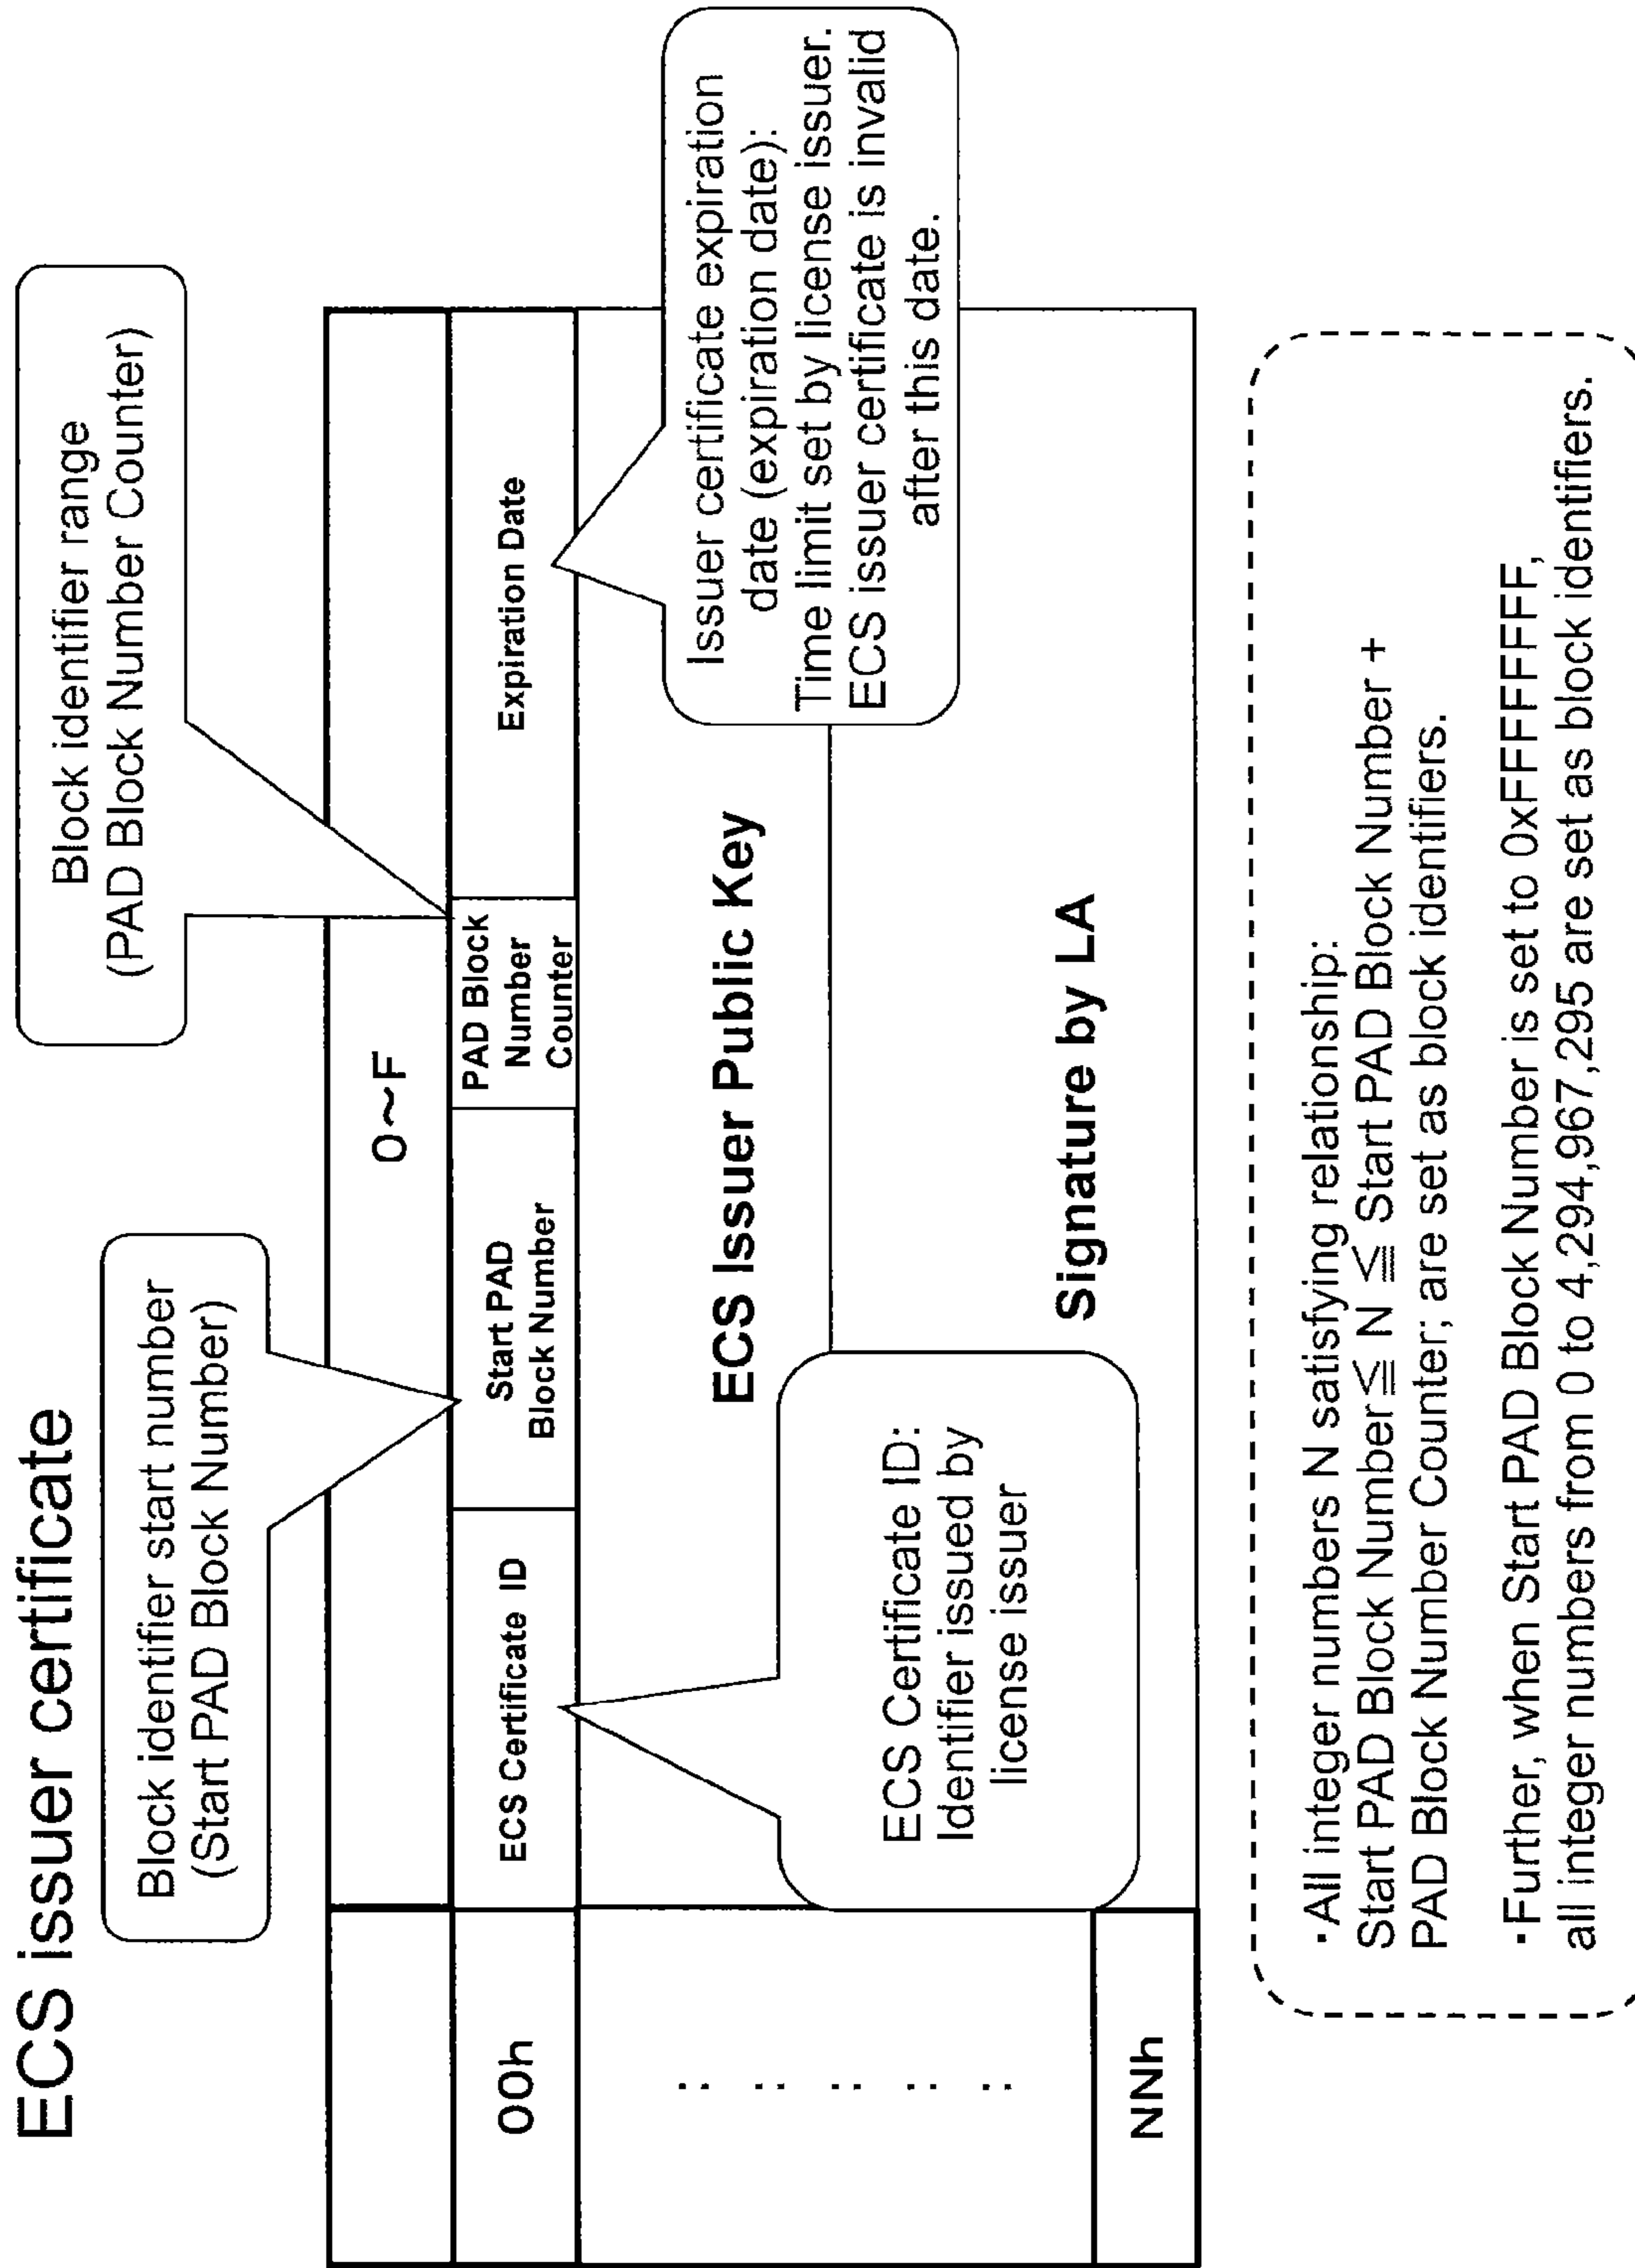 ECS issuer certificate
Block identifier start number
(Start PAD Block Number)
Block identifier range
(PAD Block Number Counter)
0~F
00h
ECS Certificate ID
Start PAD
Block Number
PAD Block
Number
Counter
Expiration Date
ECS Issuer Public Key
Issuer certificate expiration
date (expiration date):
Time limit set by license issuer.
ECS issuer certificate is invalid
after this date.
ECS Certificate ID:
Identifier issued by
license issuer
Signature by LA
NNh
・All integer numbers N satisfying relationship:
Start PAD Block Number≦ N ≦ Start PAD Block Number +
PAD Block Number Counter; are set as block identifiers.
・Further, when Start PAD Block Number is set to 0xFFFFFFFF,
all integer numbers from 0 to 4,294,967,295 are set as block identifiers.